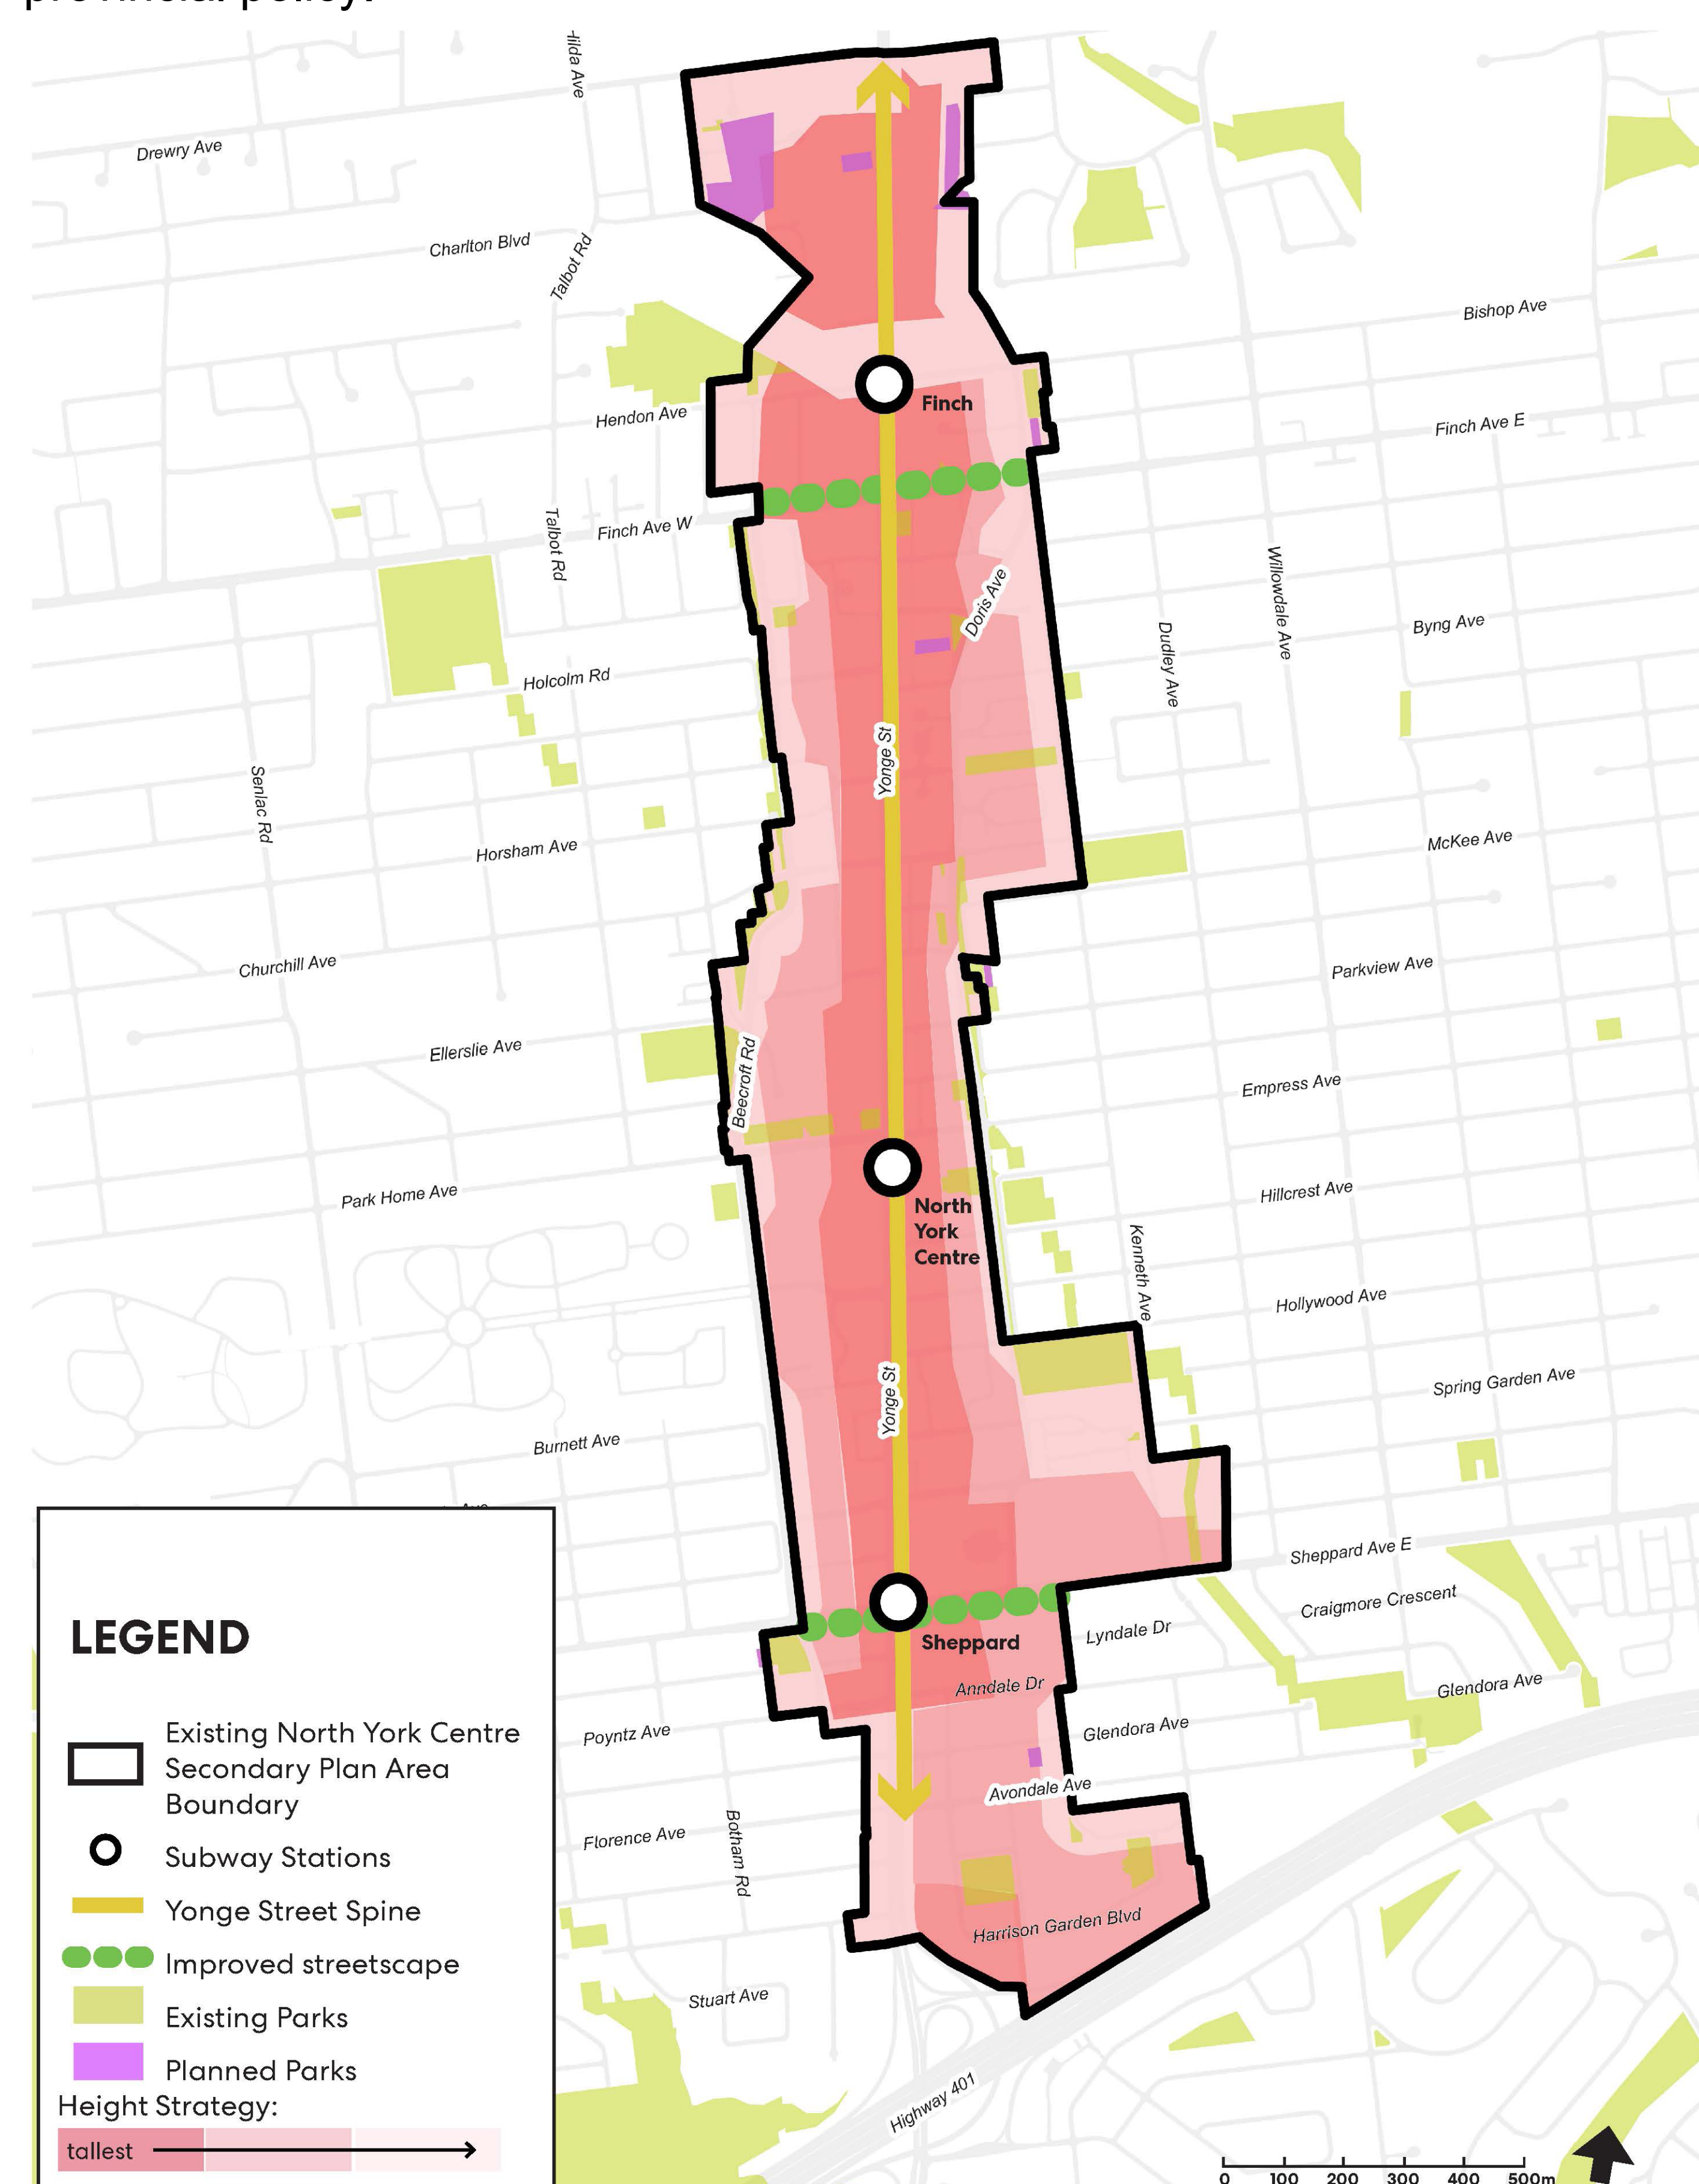 provincial policy.
Hilda Ave
Drewry Ave
Charlton Blvd
Talbot Rd
Bishop Ave
Finch
Hendon Ave
Finch Ave E
Finch Ave W
Talbot Rd
Doris Ave
Willowdale Ave
Byng Ave
Dudley Ave
Holcolm Rd
Yonge St
Senlac Rd
Horsham Ave
McKee Ave
Churchill Ave
Parkview Ave
Ellerslie Ave
Beecroft Rd
Empress Ave
Park Home Ave
Hillcrest Ave
North
York
Centre
Kenneth Ave
Hollywood Ave
Spring Garden Ave
Yonge St
Burnett Ave
Ave
Sheppard Ave E
Craigmore Crescent
Lyndale Dr
Sheppard
Anndale Dr
Glendora Ave
Glendora Ave
Poyntz Ave
Avondale Ave
Florence Ave
Botham Rd
Harrison Garden Blvd
Stuart Ave
Highway 401
LEGEND
Existing North York Centre
Secondary Plan Area
Boundary
Subway Stations
Yonge Street Spine
Improved streetscape
Existing Parks
Planned Parks
Height Strategy:
tallest
0 100 200 300 400 500m